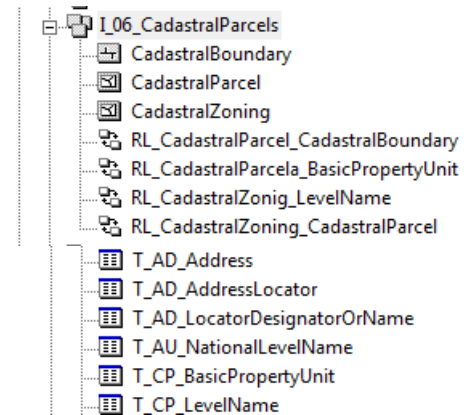 I_06_CadastralParcels
CadastralBoundary
CadastralParcel
CadastralZoning
RL_CadastralParcel_CadastralBoundary
RL_CadastralParcela_BasicPropertyUnit
RL_CadastralZonig_LevelName
RL_CadastralZoning_CadastralParcel
T_AD_Address
T_AD_AddressLocator
T_AD_LocatorDesignatorOrName
T_AU_NationalLevelName
T_CP_BasicPropertyUnit
T_CP_LevelName